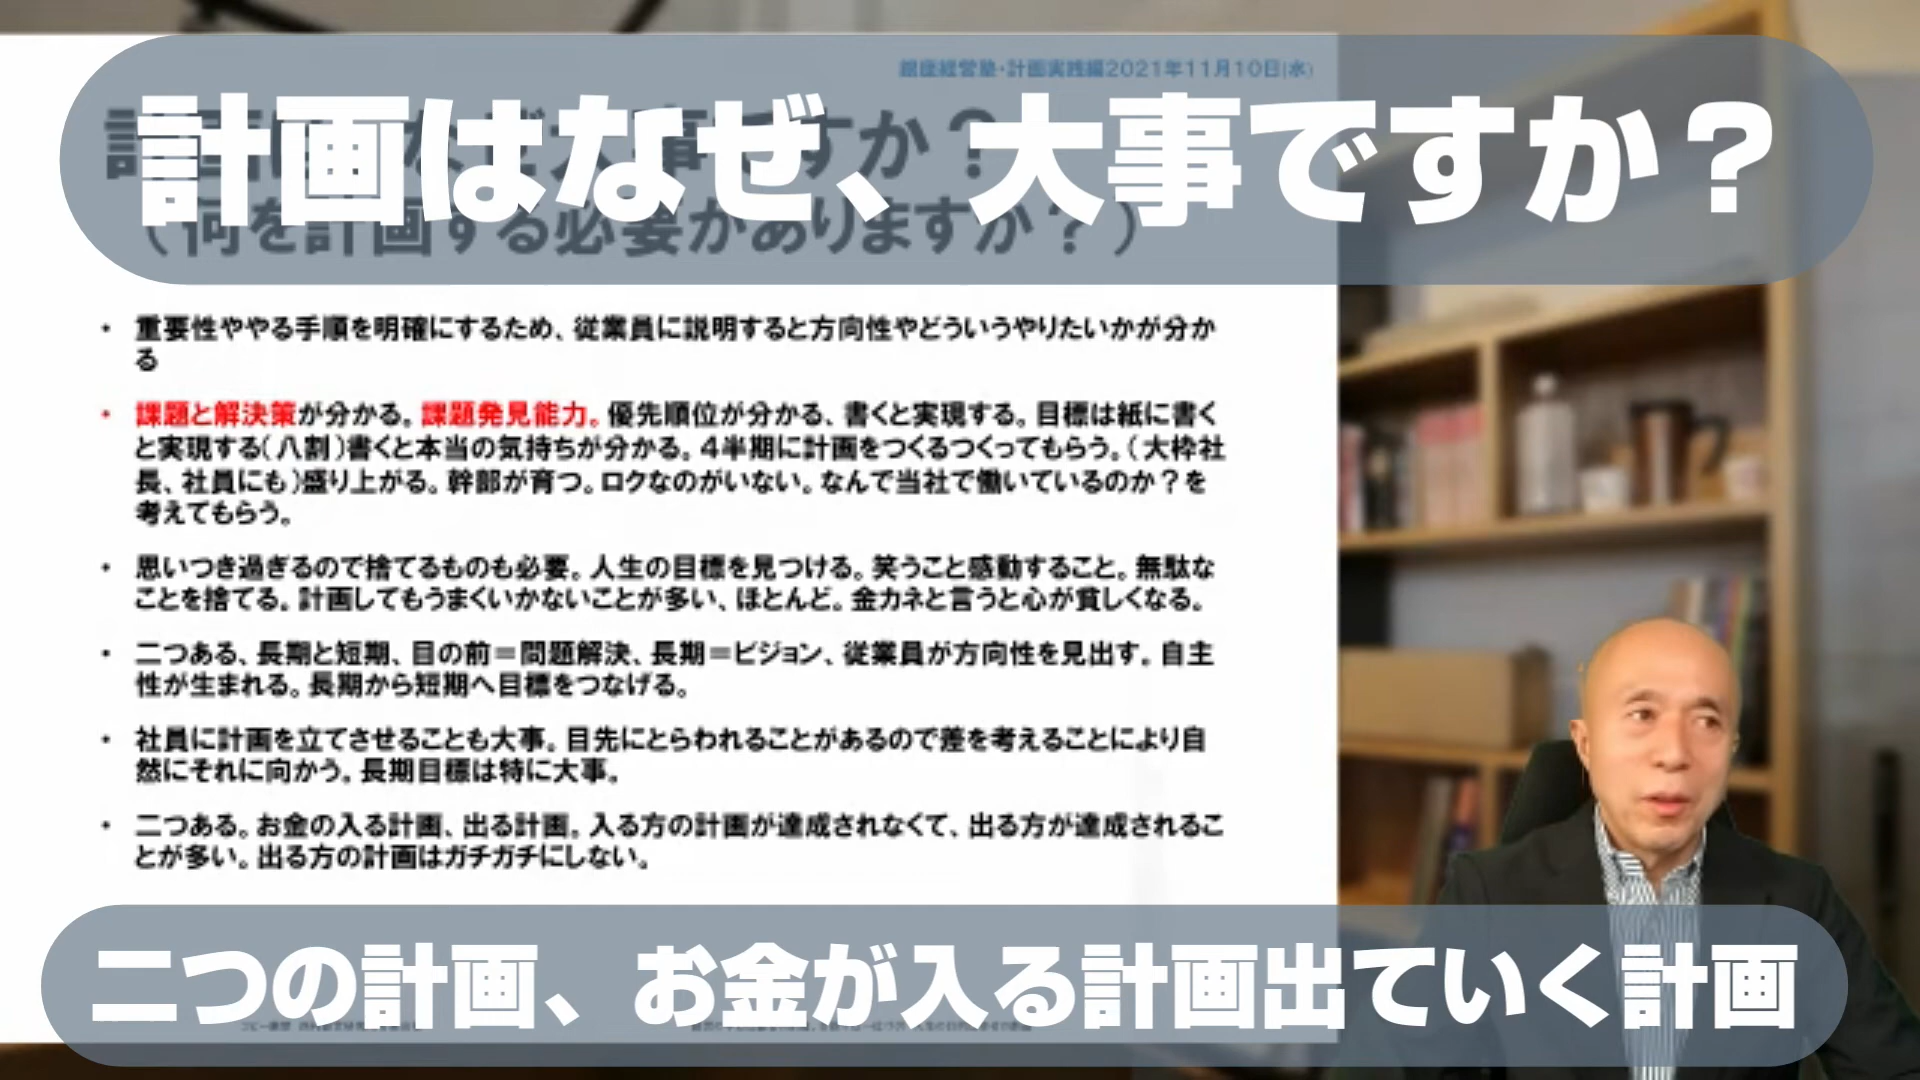 銀座経営塾・計画実践編2021年11月10日(水)
計画はなぜ、大事ですか？
計画はなぜ大事ですか？
（何を計画する必要がありますか？）
・ 重要性ややる手順を明確にするため、従業員に説明すると方向性やどういうやりたいかが分か
る
・ 課題と解決策が分かる。課題発見能力。優先順位が分かる、書くと実現する。目標は紙に書く
と実現する(八割)書くと本当の気持ちが分かる。4半期に計画をつくるつくってもらう。(大枠社
長、社員にも)盛り上がる。幹部が育つ。ロクなのがいない。なんで当社で働いているのか？を
考えてもらう。
・ 思いつき過ぎるので捨てるものも必要。人生の目標を見つける。笑うこと感動すること。無駄な
ことを捨てる。計画してもうまくいかないことが多い、ほとんど。金カネと言うと心が貧しくなる。
・ 二つある、長期と短期、目の前＝問題解決、長期＝ビジョン、従業員が方向性を見出す。自主
性が生まれる。長期から短期へ目標をつなげる。
・ 社員に計画を立てさせることも大事。目先にとらわれることがあるので差を考えることにより自
然にそれに向かう。長期目標は特に大事。
・ 二つある。お金の入る計画、出る計画。入る方の計画が達成されなくて、出る方が達成されるこ
とが多い。出る方の計画はガチガチにしない。
二つの計画、お金が入る計画出ていく計画